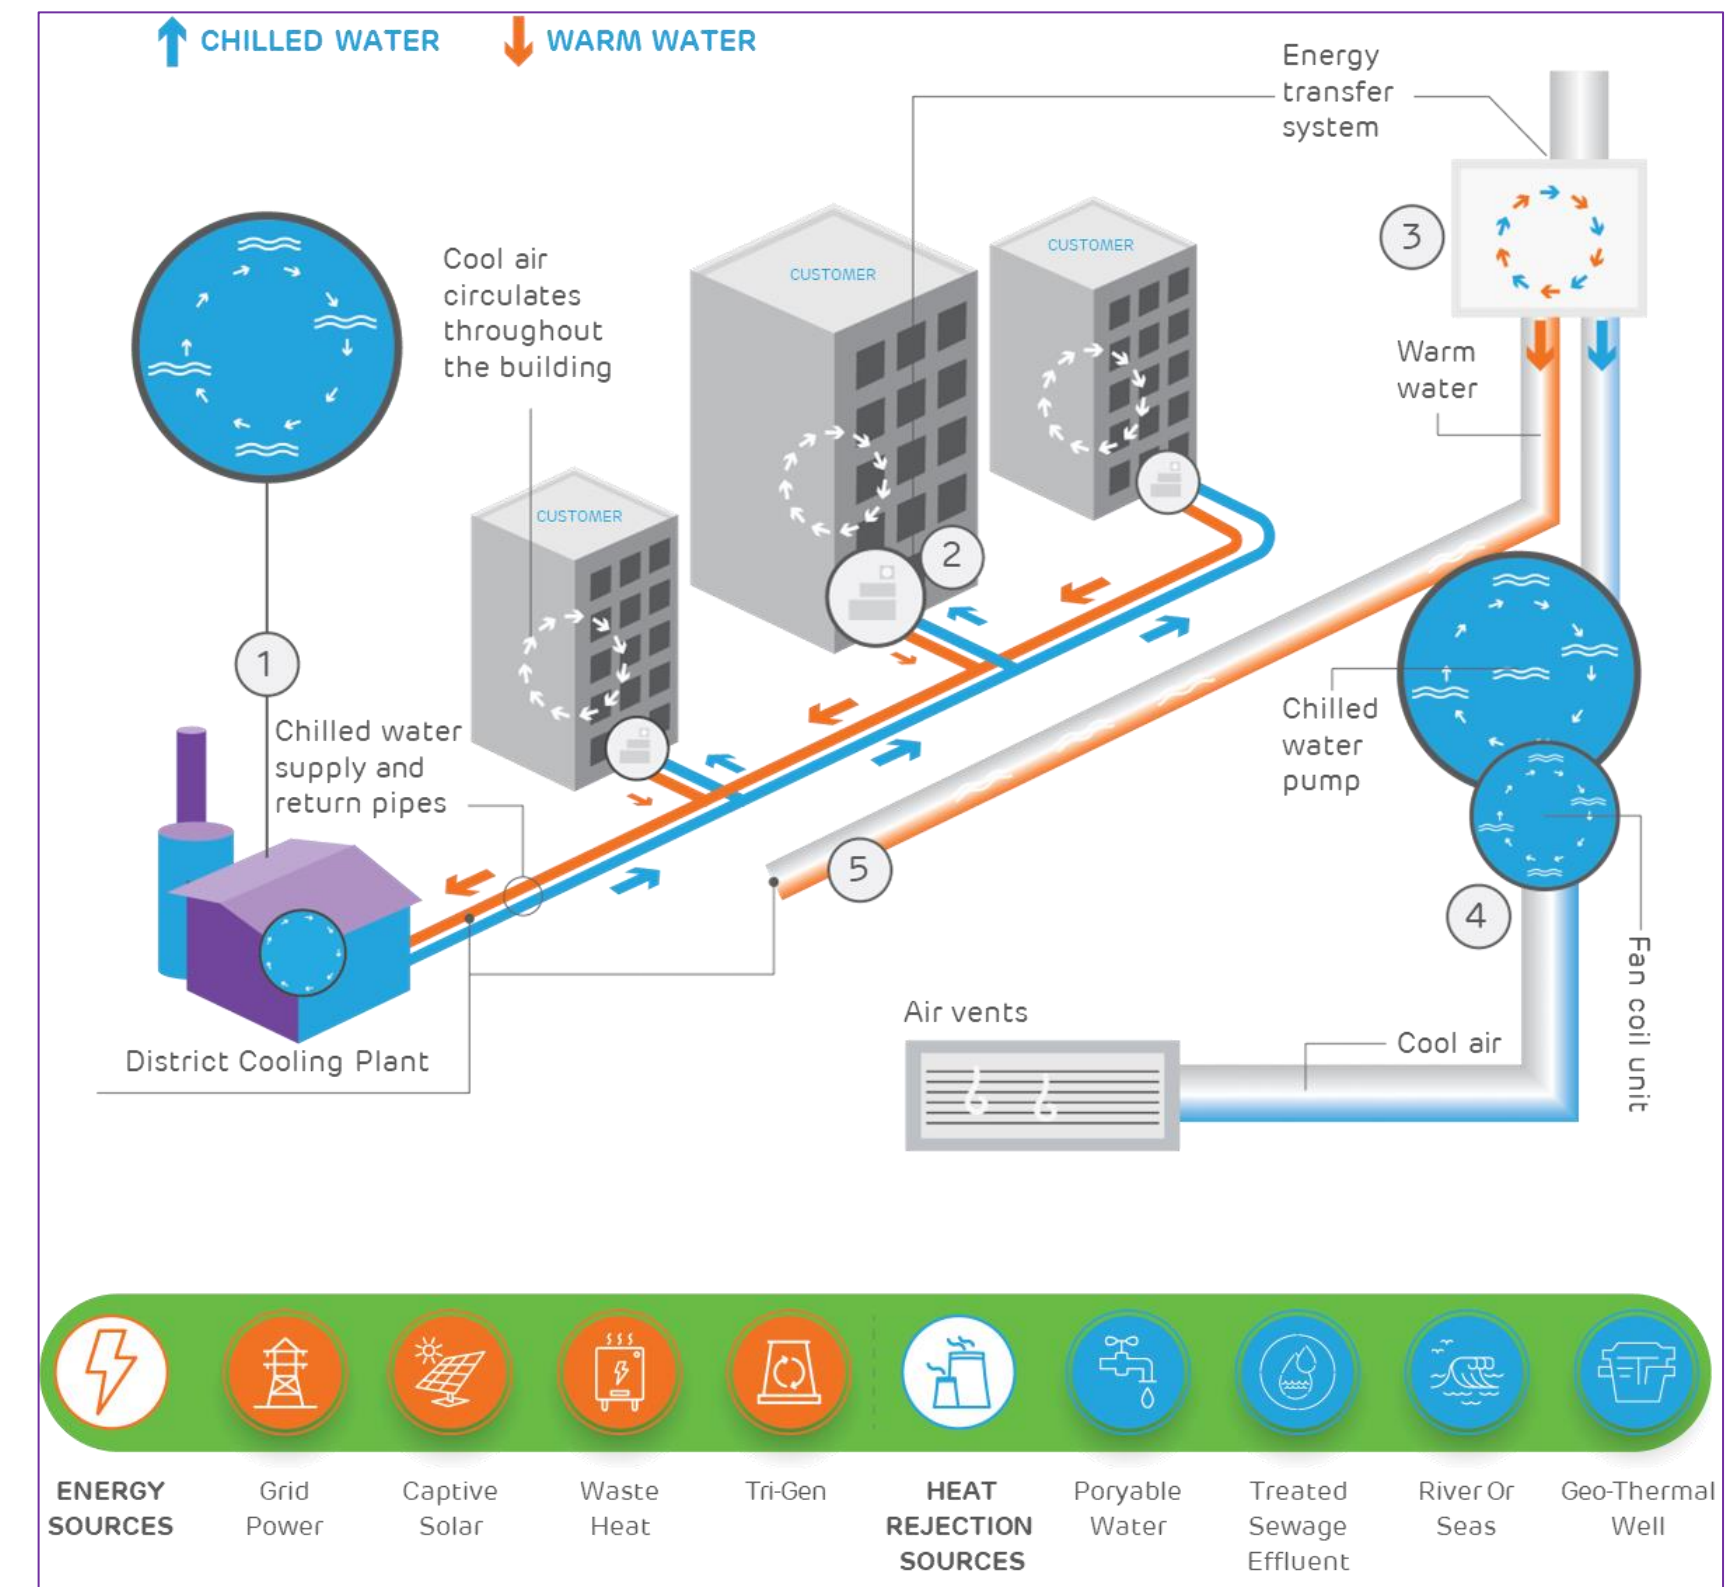 CHILLED WATER
WARM WATER
Energy
transfer
system
CUSTOMER
CUSTOMER
CUSTOMER
Cool air
circulates
throughout
the building
3
Warm
water
2
1
Chilled water
supply and
return pipes
Chilled
water
pump
5
4
Fan coil unit
Air vents
Cool air
District Cooling Plant
ENERGY
SOURCES
Grid
Power
Captive
Solar
Waste
Heat
Tri-Gen
HEAT
REJECTION
SOURCES
Poryable
Water
Treated
Sewage
Effluent
River Or
Seas
Geo-Thermal
Well